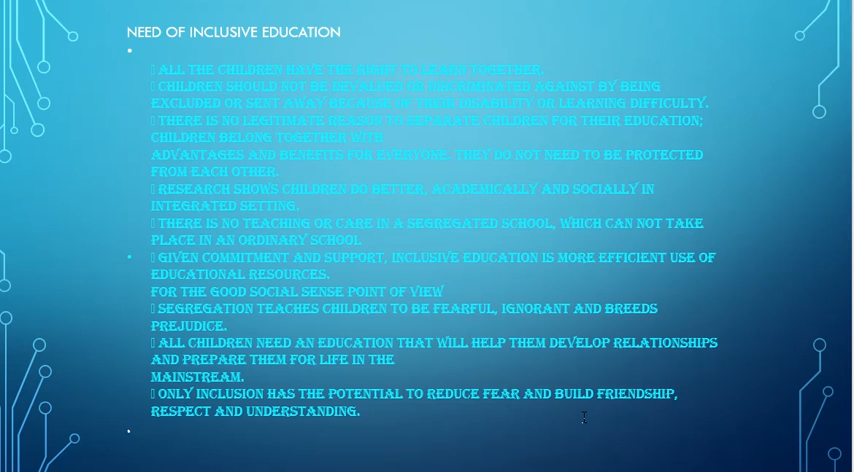 NEED OF INCLUSIVE EDUCATION
ALL THE CHILDREN HAVE THE RIGHT TO LEARN TOGETHER.
CHILDREN SHOULD NOT BE DEVALUED OR DISCRIMINATED AGAINST BY BEING
EXCLUDED OR SENT AWAY BECAUSE OF THEIR DISABILITY OR LEARNING DIFFICULTY.
THERE IS NO LEGITIMATE REASON TO SEPARATE CHILDREN FOR THEIR EDUCATION;
CHILDREN BELONG TOGETHER WITH
ADVANTAGES AND BENEFITS FOR EVERYONE. THEY DO NOT NEED TO BE PROTECTED
FROM EACH OTHER.
RESEARCH SHOWS CHILDREN DO BETTER, ACADEMICALLY AND SOCIALLY IN
INTEGRATED SETTING.
THERE IS NO TEACHING OR CARE IN A SEGREGATED SCHOOL, WHICH CAN NOT TAKE
PLACE IN AN ORDINARY SCHOOL
GIVEN COMMITMENT AND SUPPORT, INCLUSIVE EDUCATION IS MORE EFFICIENT USE OF
EDUCATIONAL RESOURCES.
FOR THE GOOD SOCIAL SENSE POINT OF VIEW
SEGREGATION TEACHES CHILDREN TO BE FEARFUL, IGNORANT AND BREEDS
PREJUDICE.
ALL CHILDREN NEED AN EDUCATION THAT WILL HELP THEM DEVELOP RELATIONSHIPS
AND PREPARE THEM FOR LIFE IN THE
MAINSTREAM.
ONLY INCLUSION HAS THE POTENTIAL TO REDUCE FEAR AND BUILD FRIENDSHIP,
RESPECT AND UNDERSTANDING.